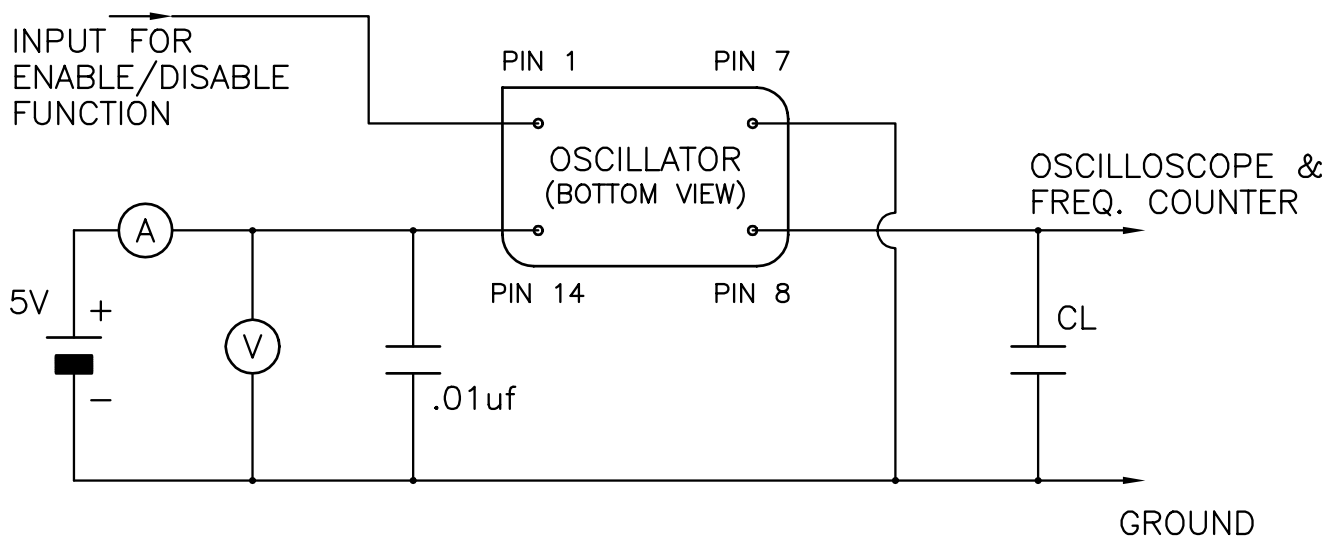 INPUT FOR
ENABLE/DISABLE
FUNCTION
PIN 1
PIN 7
OSCILLATOR
(BOTTOM VIEW)
OSCILLOSCOPE &
FREQ. COUNTER
A
PIN 14
PIN 8
5V
+
V
CL
.01uf
−
GROUND